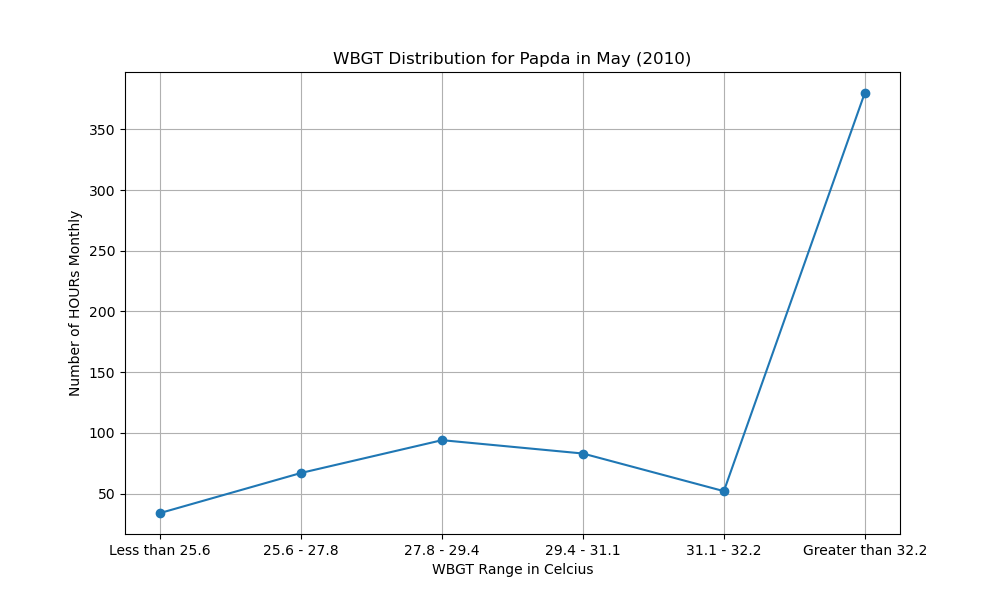 WBGT Distribution for Papda in May (2010)
Number of HOURs Monthly
350
300
250
200
150
100
50
Less than 25.6
25.6 - 27.8
27.8 - 29.4
29.4 - 31.1
31.1 - 32.2
Greater than 32.2
WBGT Range in Celcius